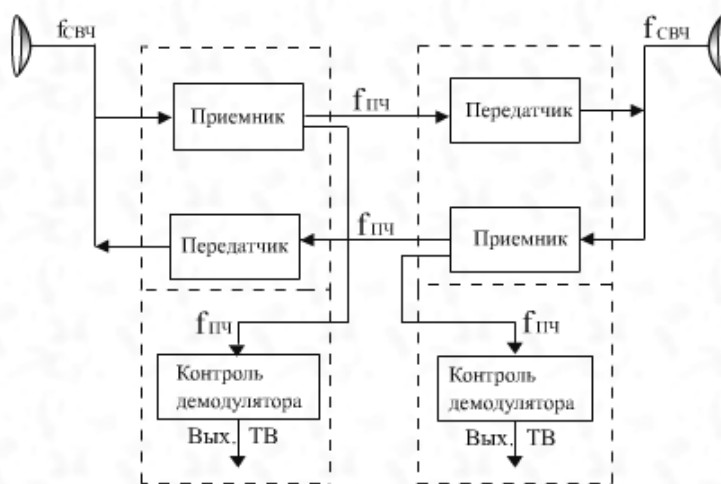 fСВЧ
fСВЧ
Приемник
fПЧ
Передатчик
Передатчик
fПЧ
Приемник
fПЧ
fПЧ
Контроль
демодулятора
Контроль
демодулятора
Вых. ТВ
Вых. ТВ